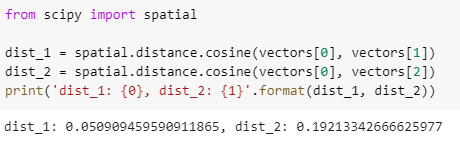 from scipy import spatial
dist_1 = spatial.distance.cosine(vectors[0], vectors[1])
dist_2 = spatial.distance.cosine(vectors[0], vectors[2])
print('dist_1: {0}, dist_2: {1}'.format(dist_1, dist_2))
dist_1: 0.050909459590911865, dist_2: 0.19213342666625977